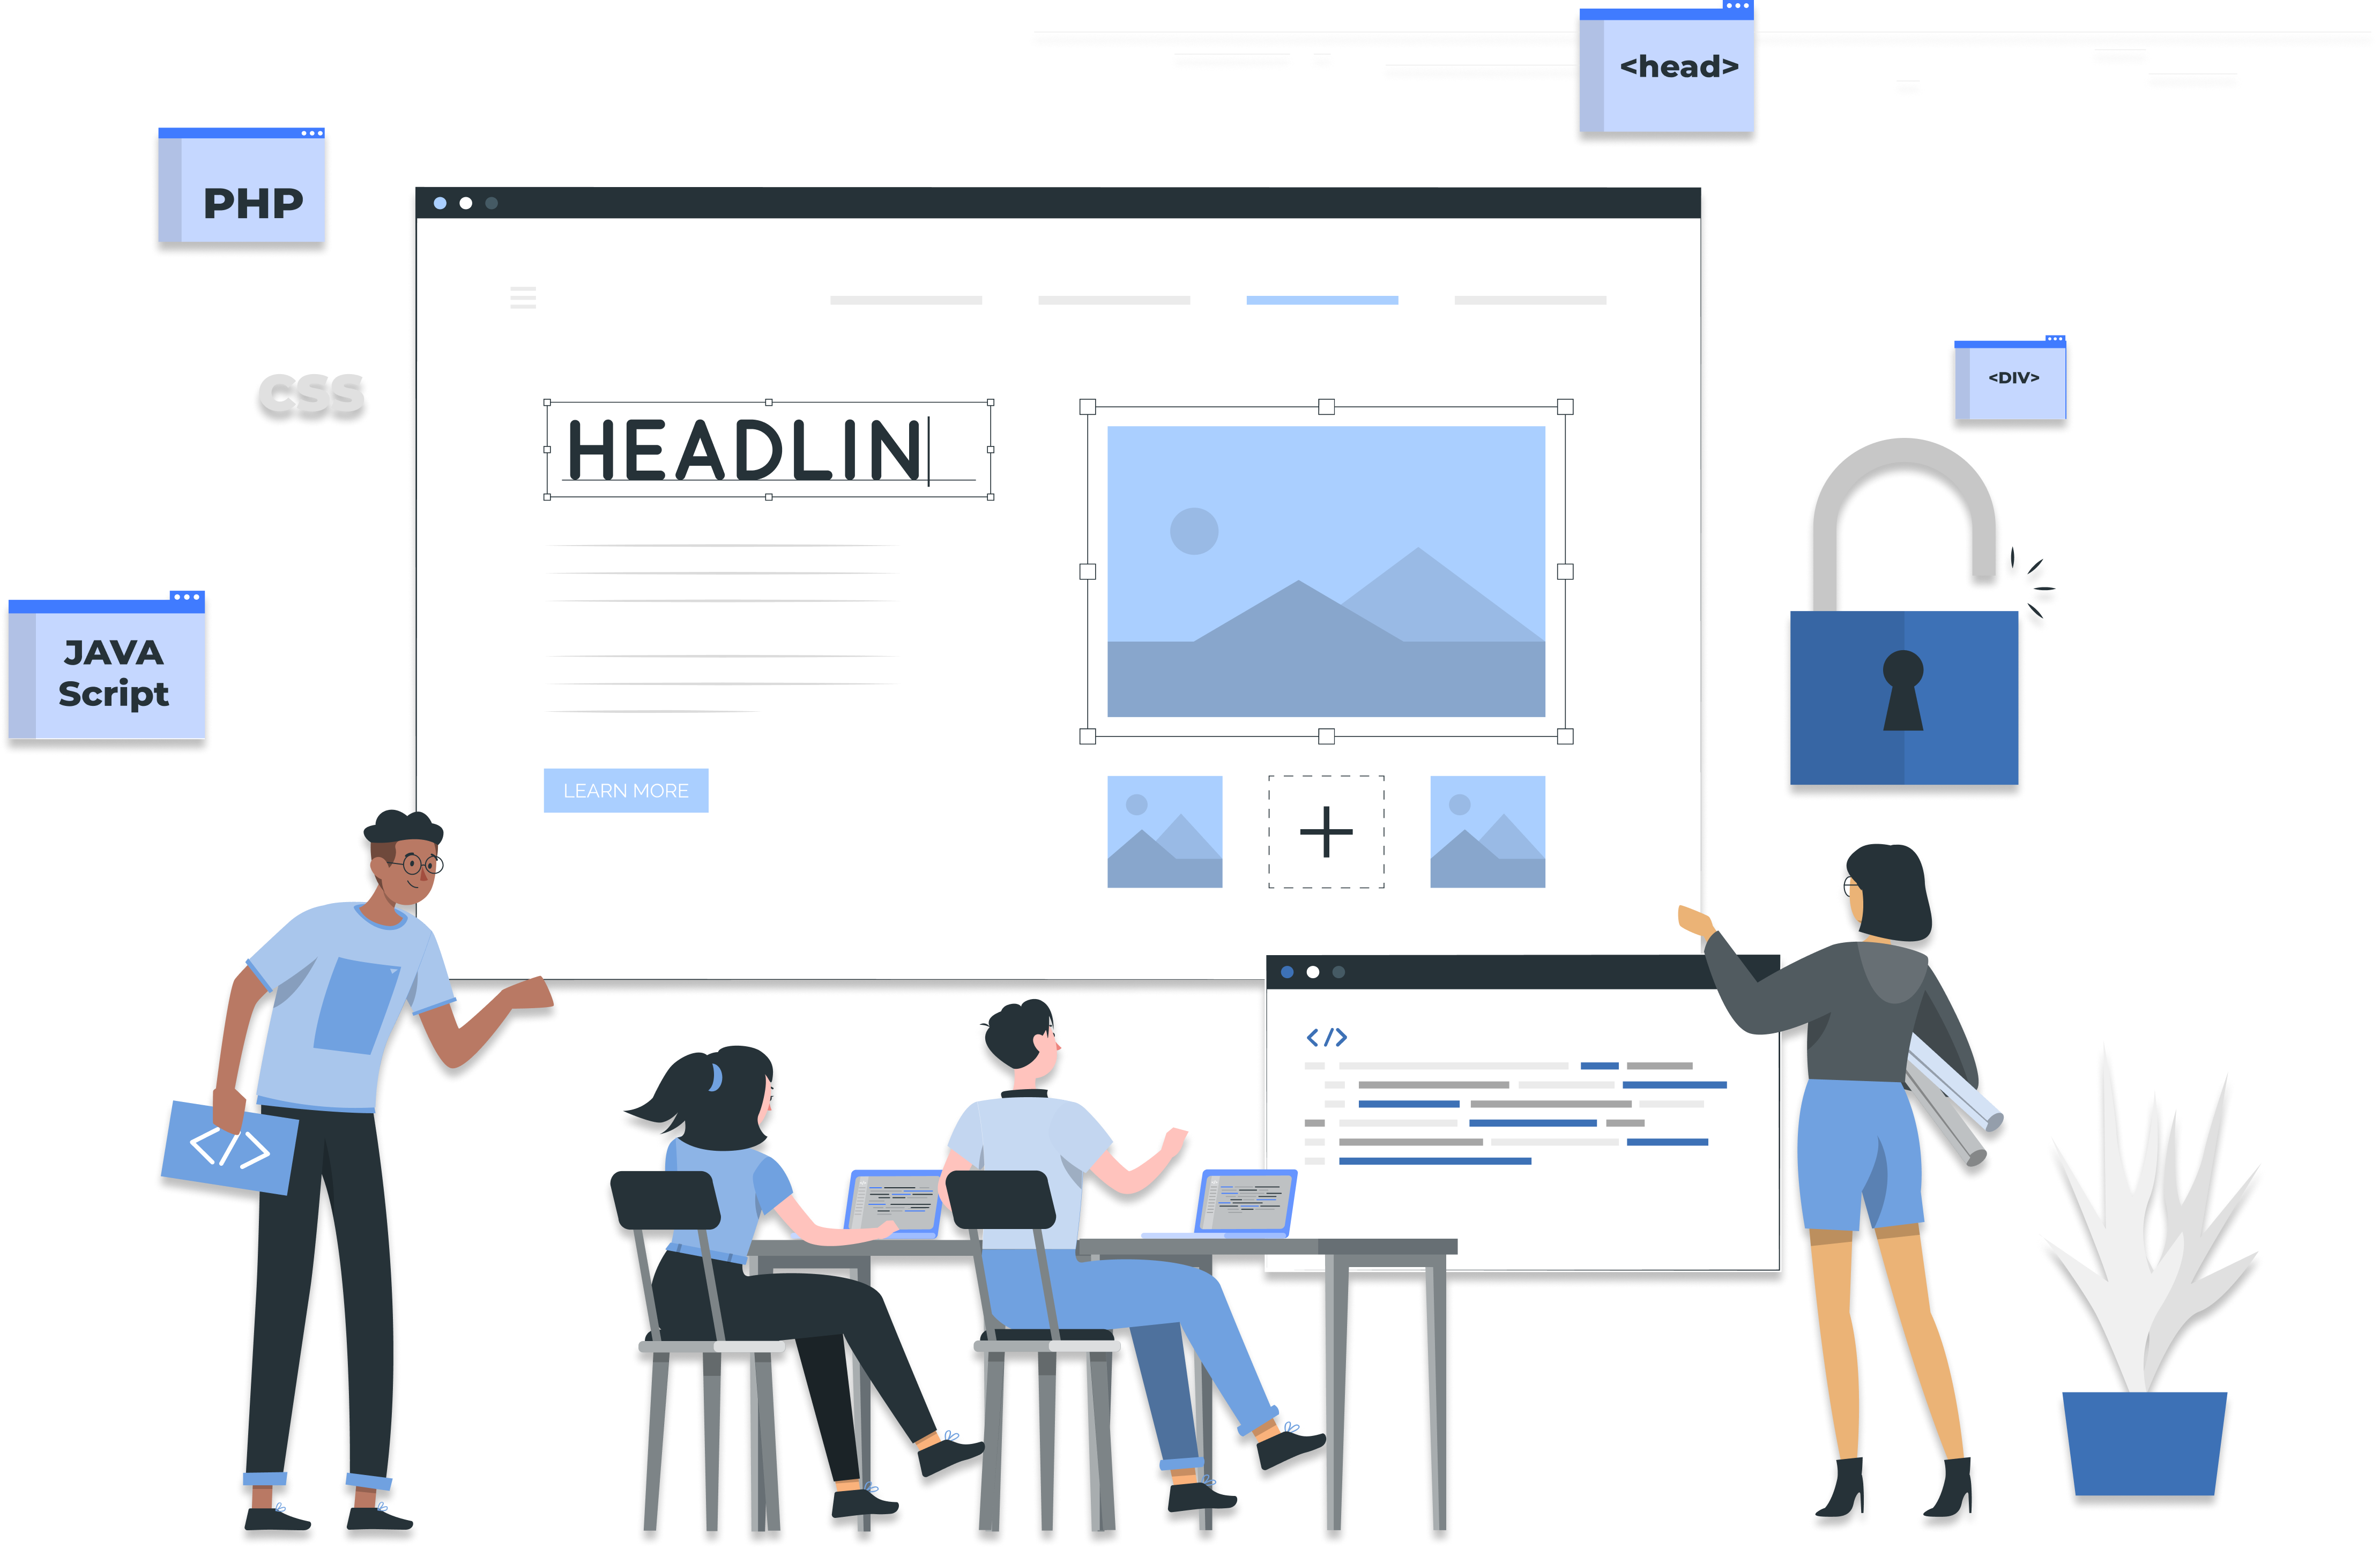 <head>
PHP
<DIV>
css
HEADLIN
JAVA
Script
LEARN MORE
</>
</>